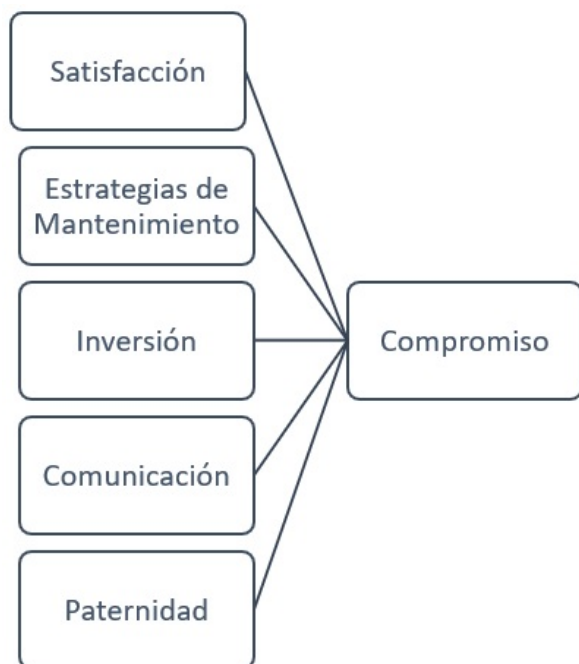 Satisfacción
Estrategias de
Mantenimiento
Inversión
Compromiso
Comunicación
Paternidad